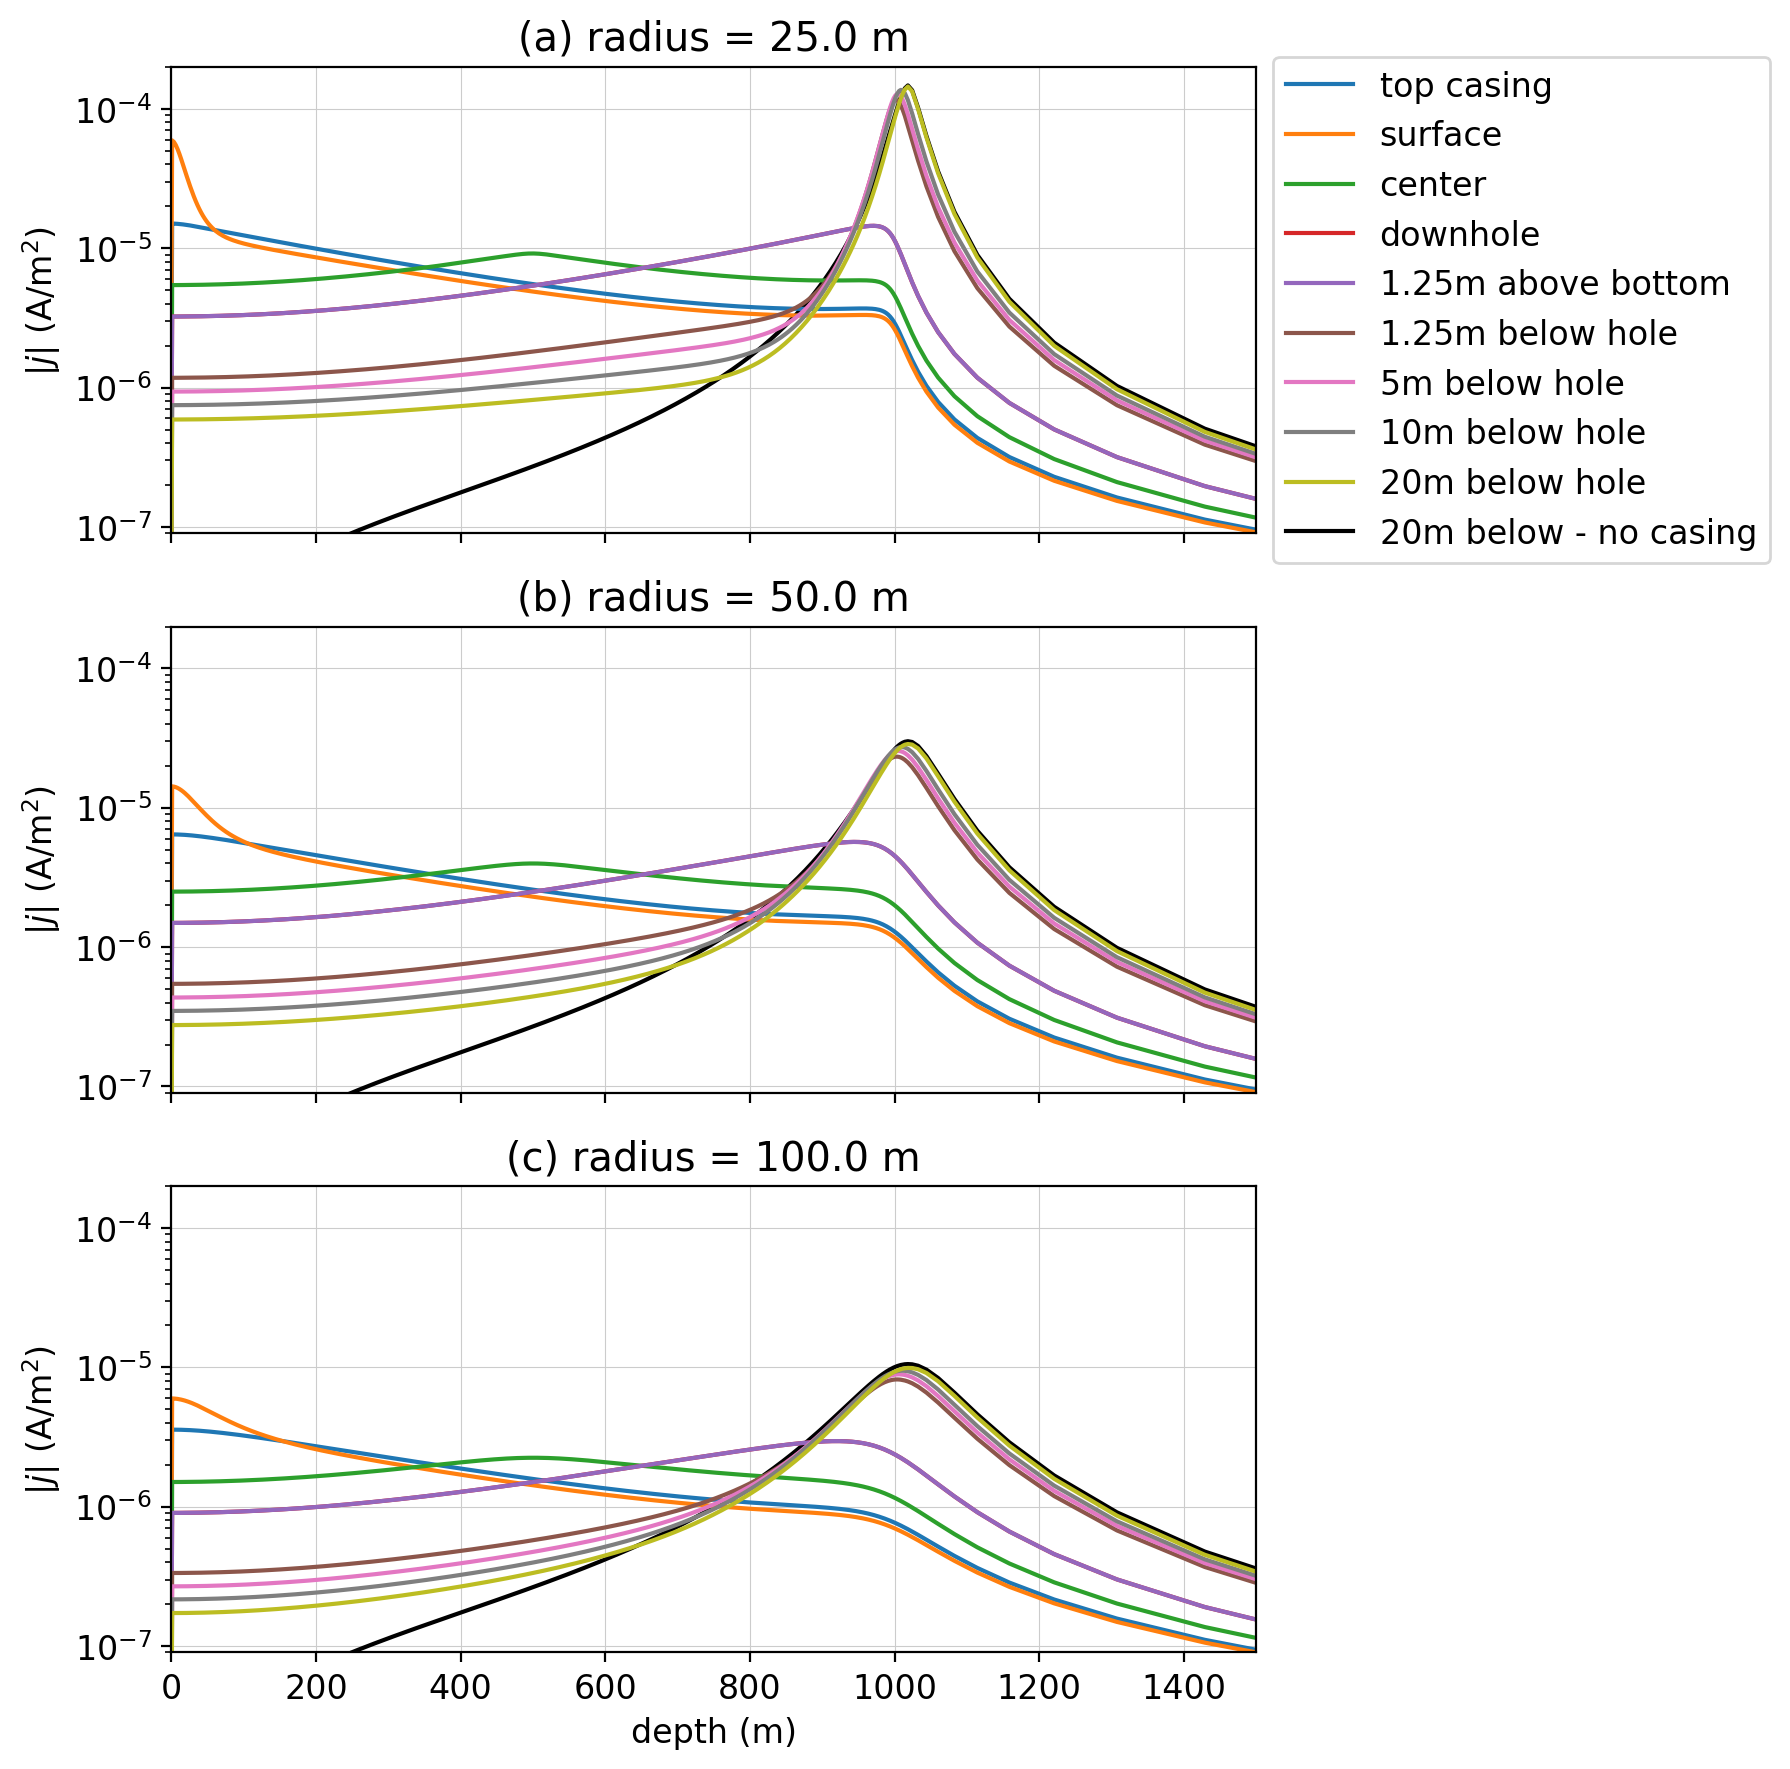 (a) radius = 25.0 m
10⁻⁴
10⁻⁵
10⁻⁶
10⁻⁷
|j| (A/m²)
top casing
surface
center
downhole
1.25m above bottom
1.25m below hole
5m below hole
10m below hole
20m below hole
20m below - no casing
(b) radius = 50.0 m
10⁻⁴
10⁻⁵
10⁻⁶
10⁻⁷
|j| (A/m²)
(c) radius = 100.0 m
10⁻⁴
10⁻⁵
10⁻⁶
10⁻⁷
|j| (A/m²)
0 200 400 600 800 1000 1200 1400
depth (m)